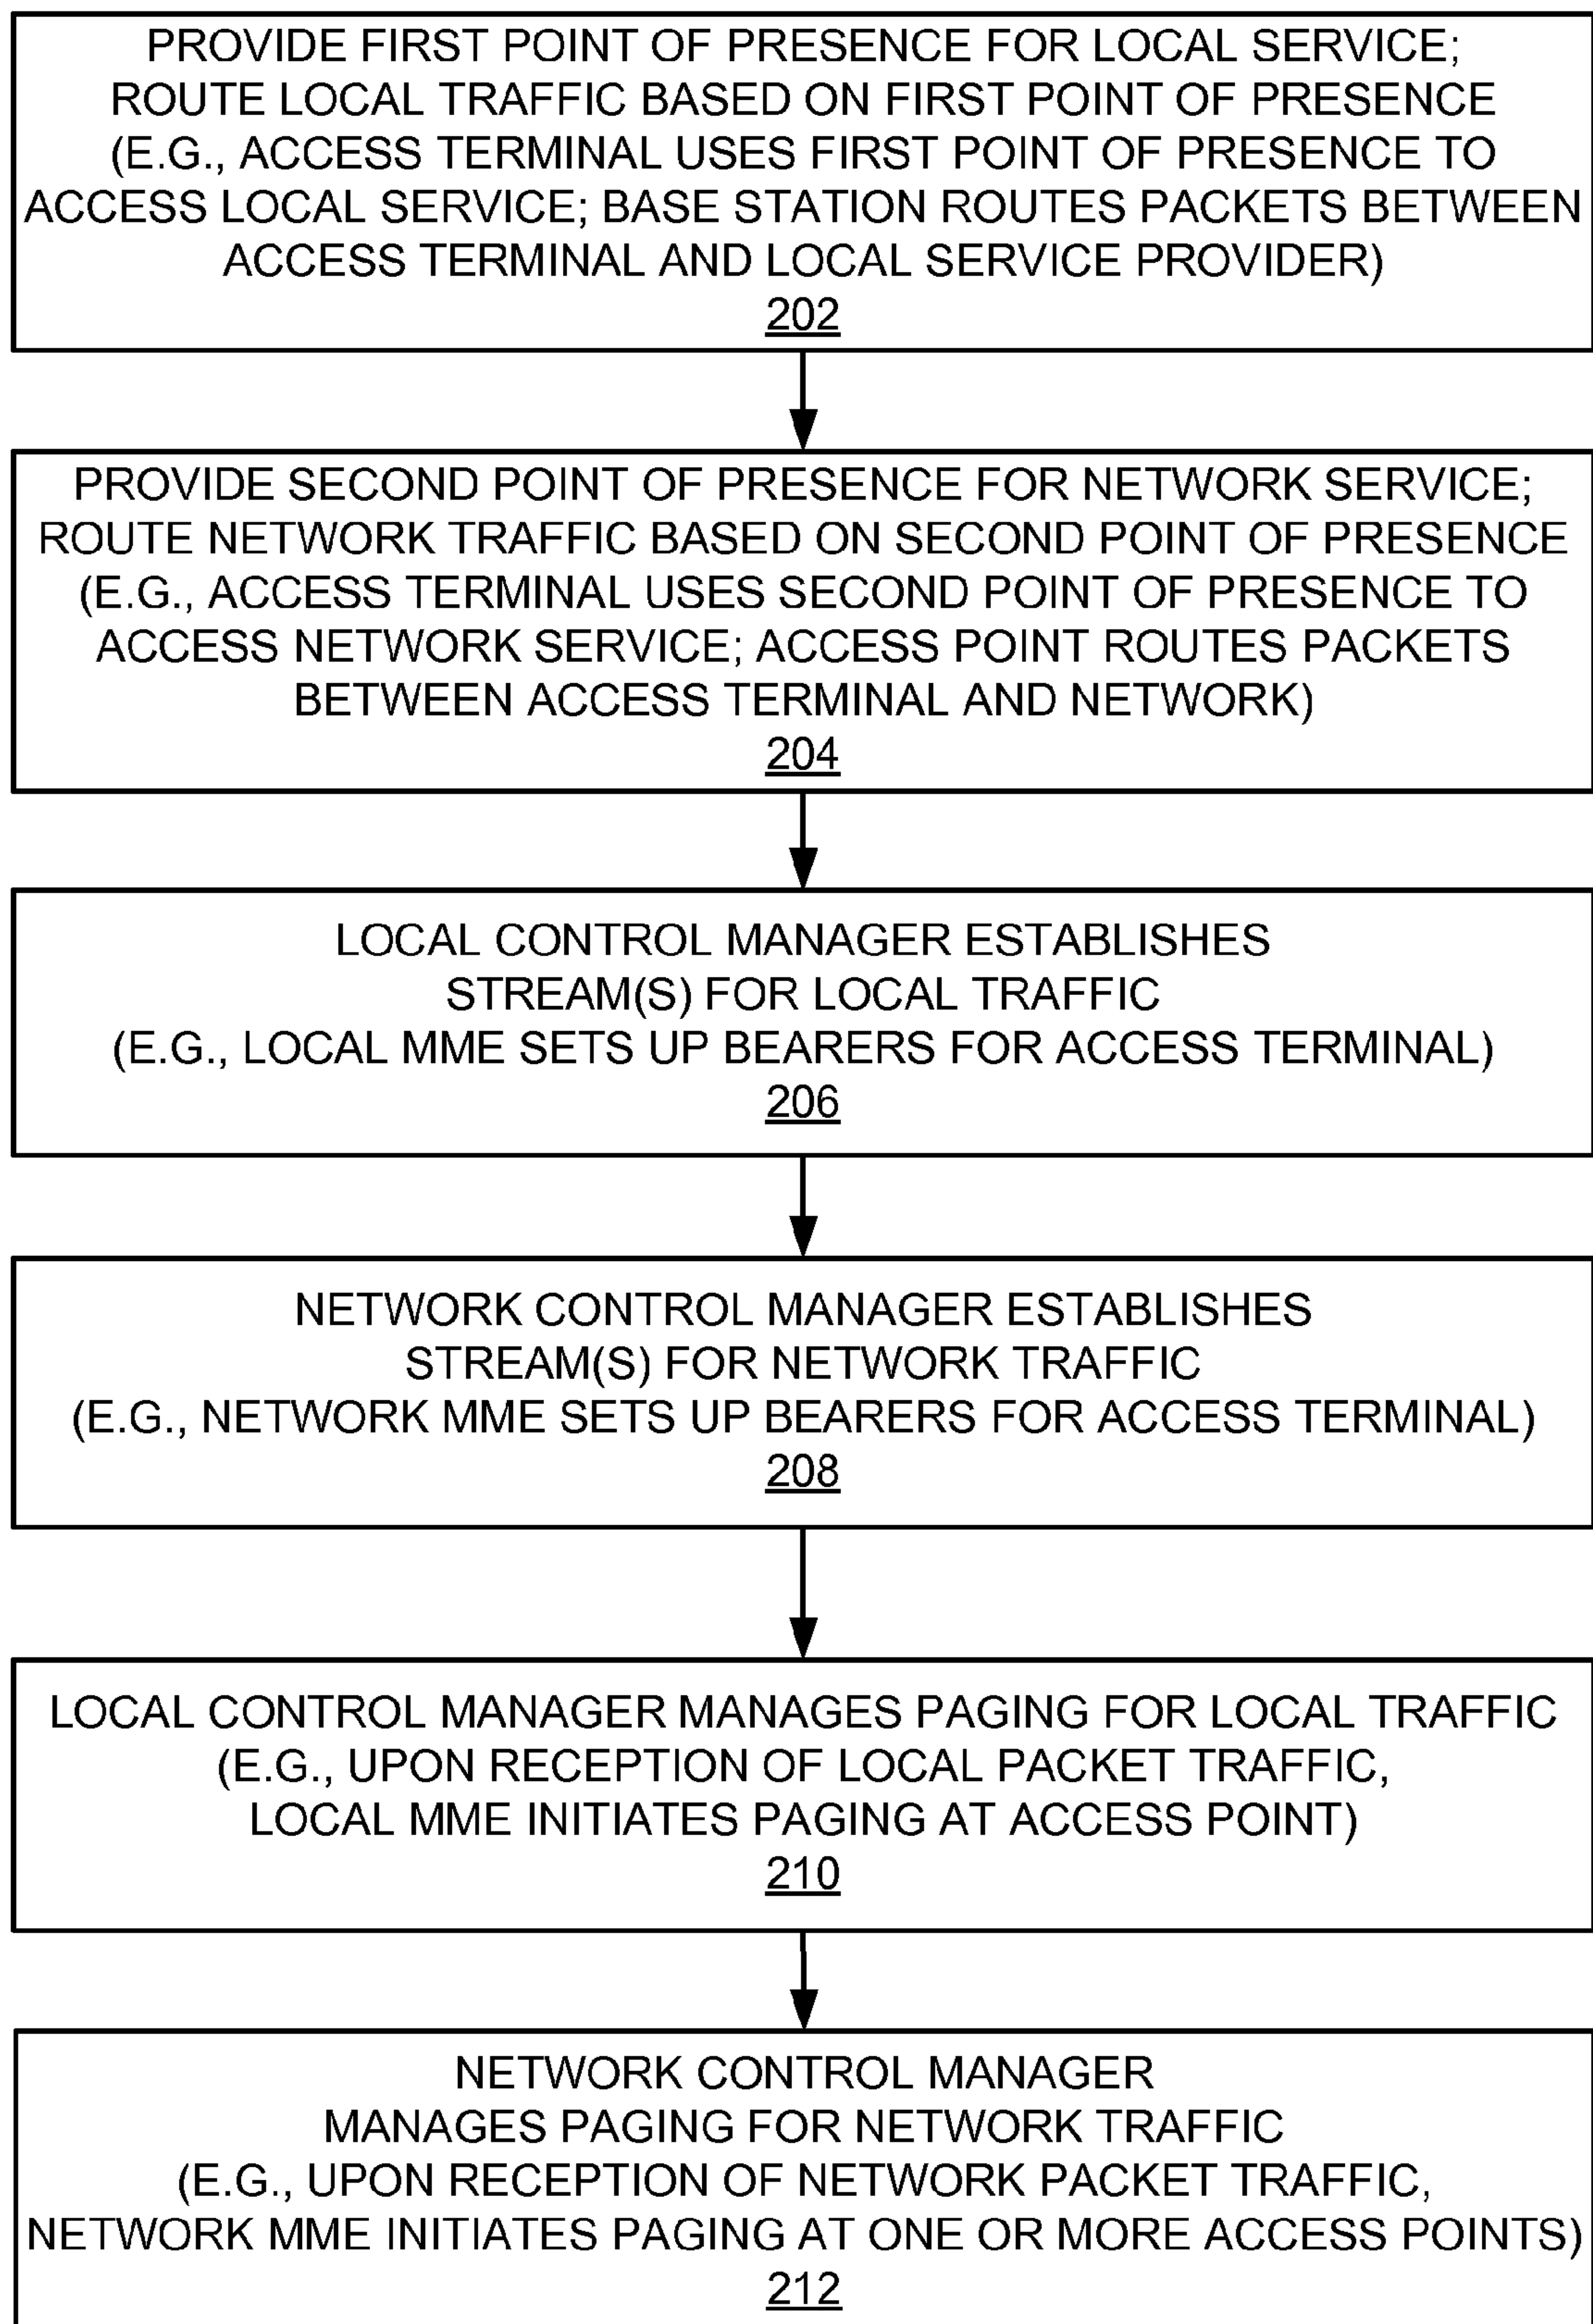 PROVIDE FIRST POINT OF PRESENCE FOR LOCAL SERVICE;
ROUTE LOCAL TRAFFIC BASED ON FIRST POINT OF PRESENCE
(E.G., ACCESS TERMINAL USES FIRST POINT OF PRESENCE TO
ACCESS LOCAL SERVICE; BASE STATION ROUTES PACKETS BETWEEN
ACCESS TERMINAL AND LOCAL SERVICE PROVIDER)
202
PROVIDE SECOND POINT OF PRESENCE FOR NETWORK SERVICE;
ROUTE NETWORK TRAFFIC BASED ON SECOND POINT OF PRESENCE
(E.G., ACCESS TERMINAL USES SECOND POINT OF PRESENCE TO
ACCESS NETWORK SERVICE; ACCESS POINT ROUTES PACKETS
BETWEEN ACCESS TERMINAL AND NETWORK)
204
LOCAL CONTROL MANAGER ESTABLISHES
STREAM(S) FOR LOCAL TRAFFIC
(E.G., LOCAL MME SETS UP BEARERS FOR ACCESS TERMINAL)
206
NETWORK CONTROL MANAGER ESTABLISHES
STREAM(S) FOR NETWORK TRAFFIC
(E.G., NETWORK MME SETS UP BEARERS FOR ACCESS TERMINAL)
208
LOCAL CONTROL MANAGER MANAGES PAGING FOR LOCAL TRAFFIC
(E.G., UPON RECEPTION OF LOCAL PACKET TRAFFIC,
LOCAL MME INITIATES PAGING AT ACCESS POINT)
210
NETWORK CONTROL MANAGER
MANAGES PAGING FOR NETWORK TRAFFIC
(E.G., UPON RECEPTION OF NETWORK PACKET TRAFFIC,
NETWORK MME INITIATES PAGING AT ONE OR MORE ACCESS POINTS)
212